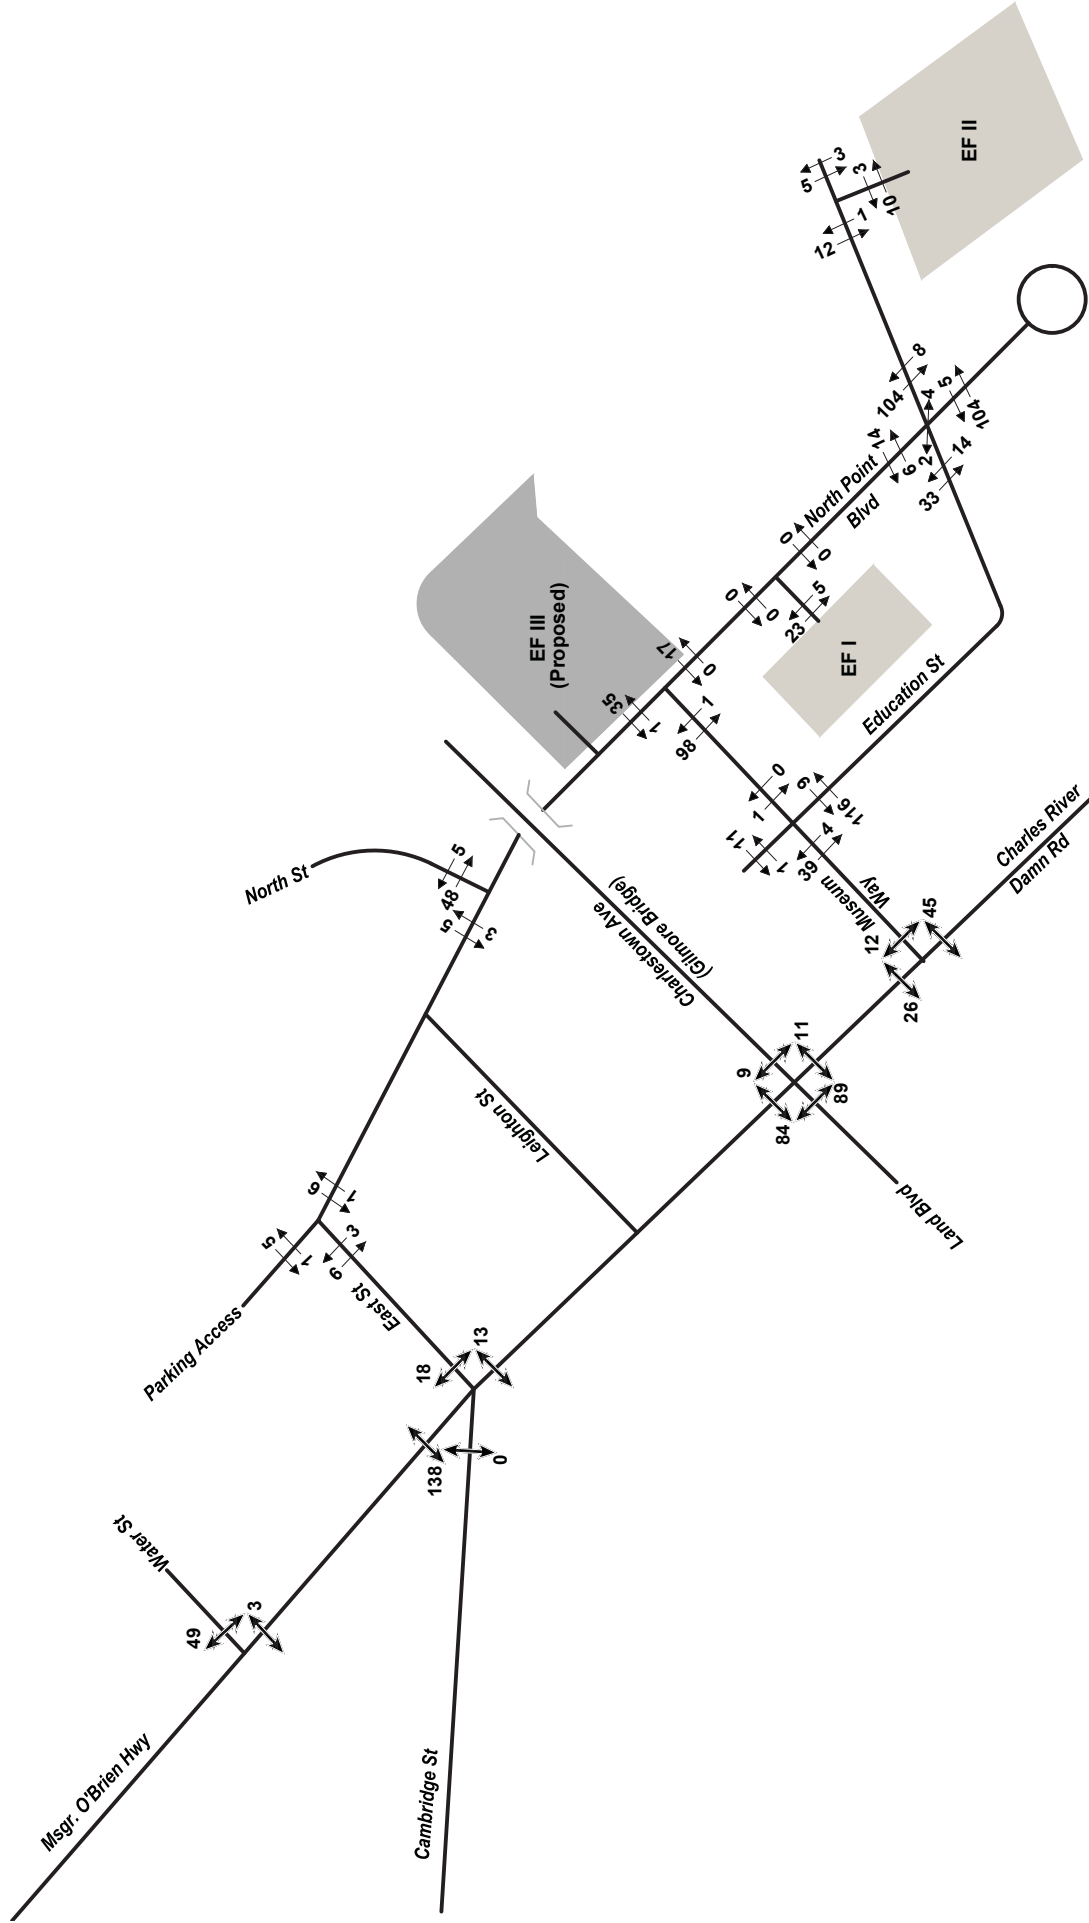 EF II
3
5
3
10
1
12
8
104
4
5
104
14
6
2
14
33
North Point
Blvd
0
0
0
0
5
23
EF I
EF III
(Proposed)
17
0
35
1
1
98
Education St
0
1
9
116
11
1
4
39
Museum
Way
Charles River
Damn Rd
North St
5
48
5
3
Charlestown Ave
(Gilmore Bridge)
12
45
26
11
9
89
84
Land Blvd
Leighton St
6
1
5
1
3
9
East St
Parking Access
13
18
138
0
Water St
3
49
Msgr. O'Brien Hwy
Cambridge St